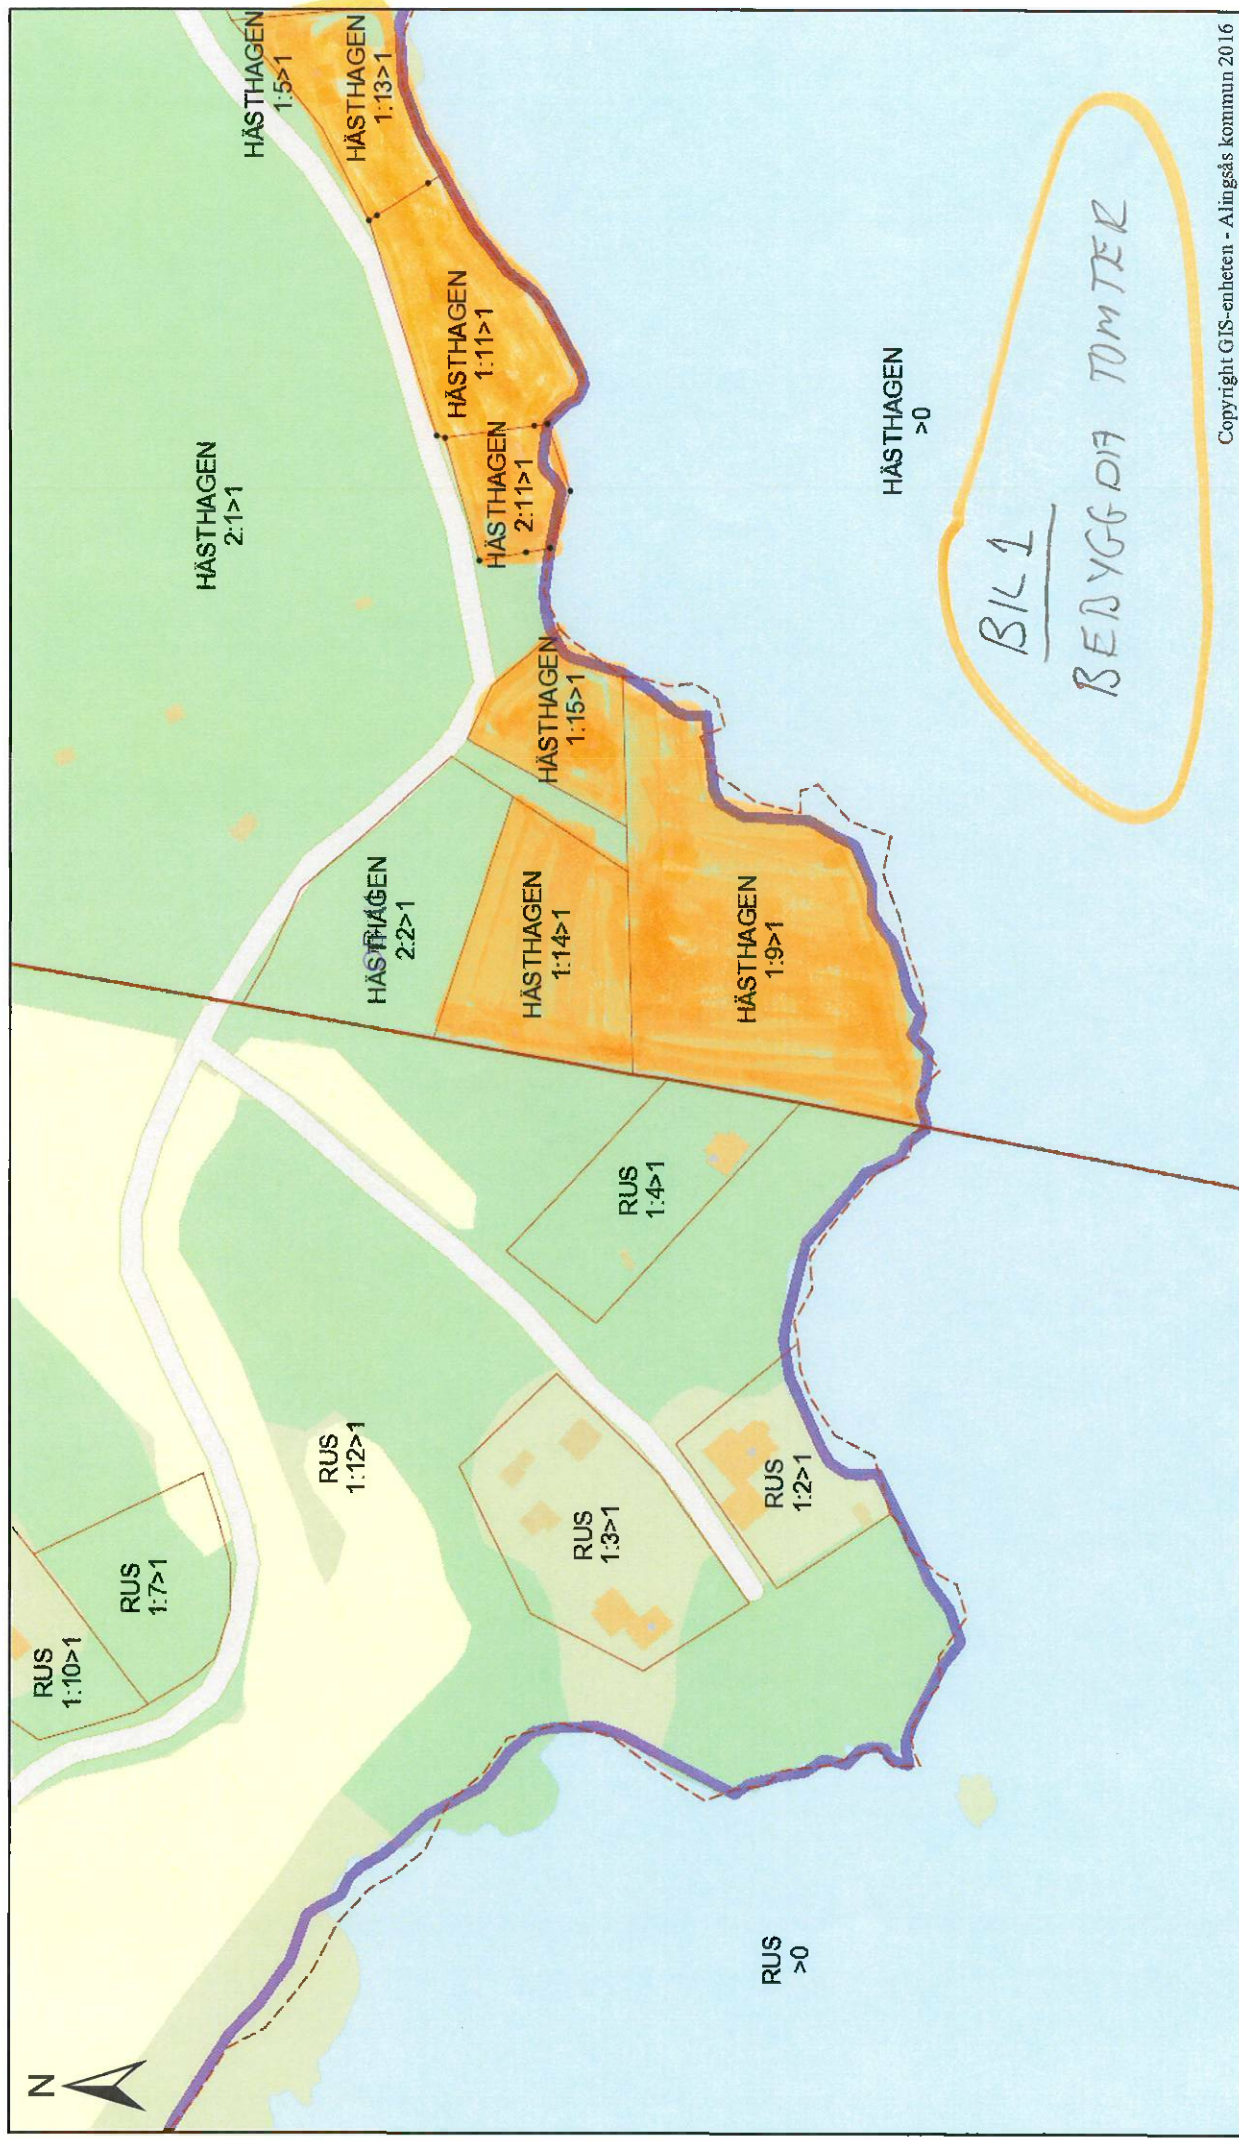 N
RUS
1:10>1
RUS
1:7>1
RUS
1:12>1
RUS
1:3>1
RUS
1:2>1
RUS
1:4>1
RUS
>0
HÄSTHAGEN
2:1>1
HÄSTHAGEN
2:2>1
HÄSTHAGEN
1:14>1
HÄSTHAGEN
1:9>1
HÄSTHAGEN
1:15>1
HÄSTHAGEN
2:11>1
HÄSTHAGEN
1:11>1
HÄSTHAGEN
1:5>1
HÄSTHAGEN
1:13>1
HÄSTHAGEN
>0
BIL 1
BEBYGGDA TOMTER
Copyright GIS-enheten - Alingsås kommun 2016